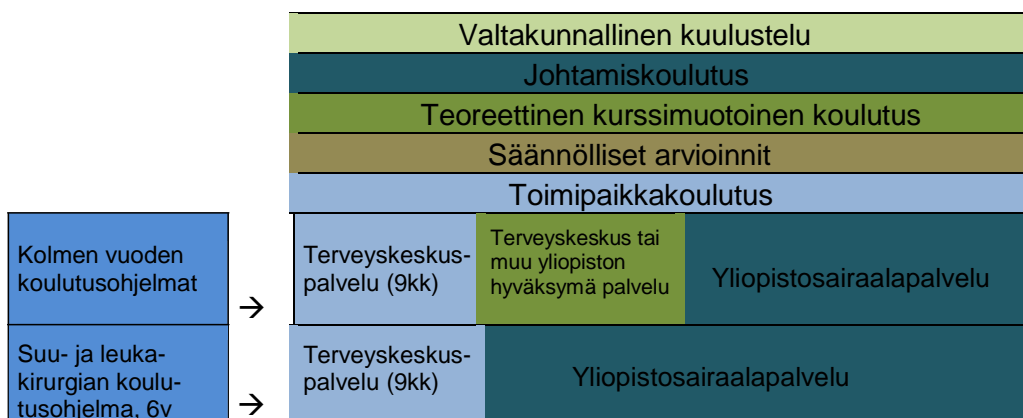 Valtakunnallinen kuulustelu
Johtamiskoulutus
Teoreettinen kurssimuotoinen koulutus
Säännölliset arvioinnit
Toimipaikkakoulutus
Kolmen vuoden
koulutusohjelmat
→
Terveyskeskus-
palvelu (9kk)
Terveyskeskus tai
muu yliopiston
hyväksymä palvelu
Yliopistosairaalapalvelu
Suu- ja leuka-
kirurgian koulu-
tusohjelma, 6v
→
Terveyskeskus-
palvelu (9kk)
Yliopistosairaalapalvelu